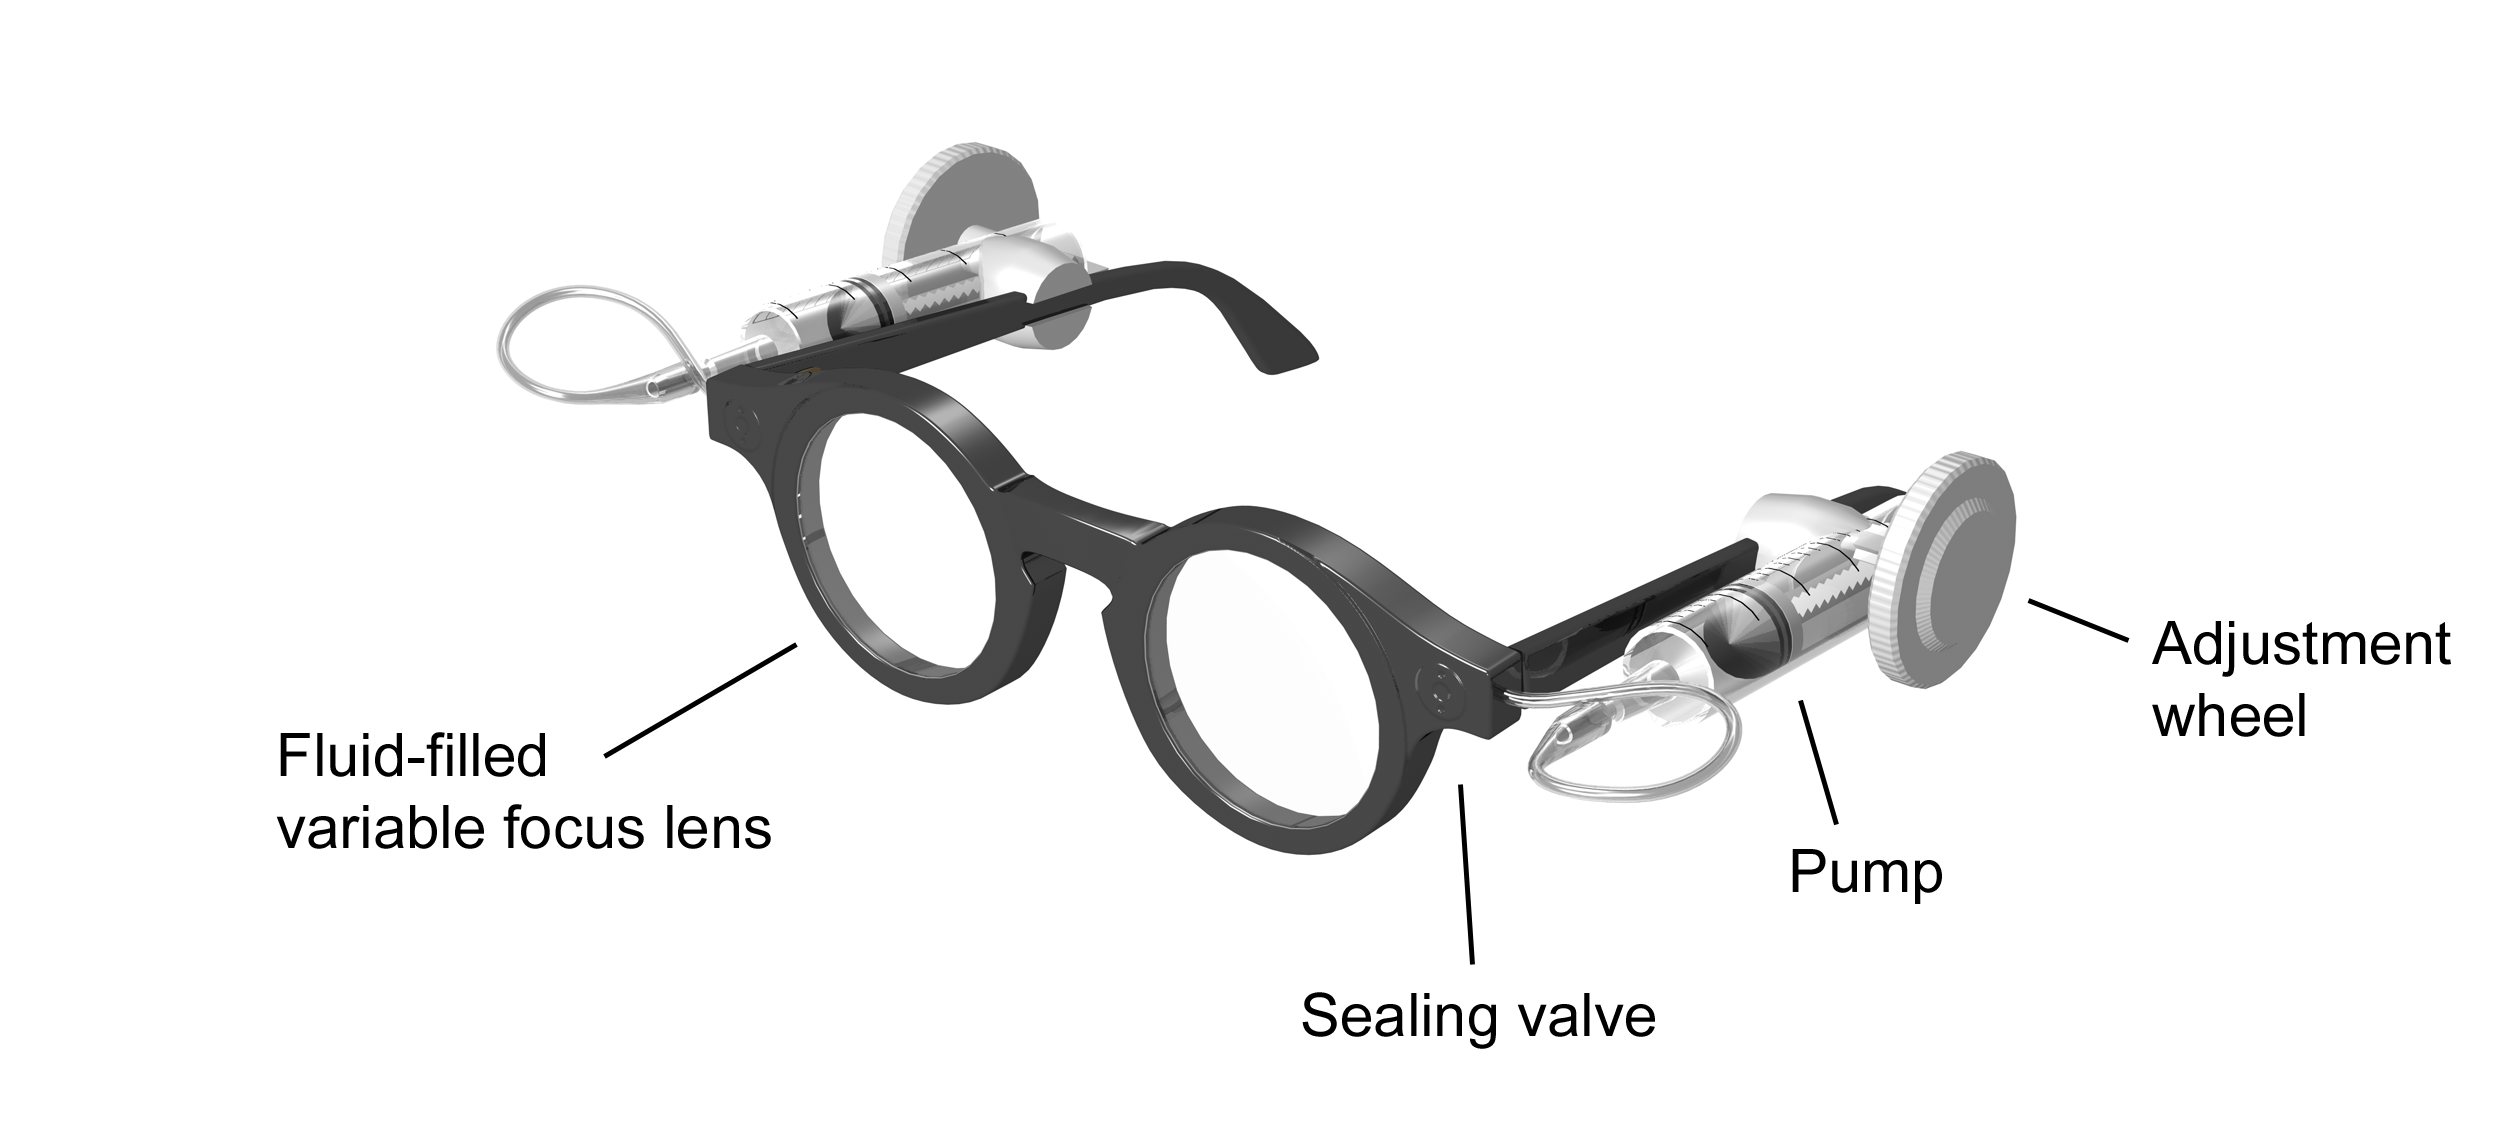 Adjustment
wheel
Fluid-filled
variable focus lens
Pump
Sealing valve